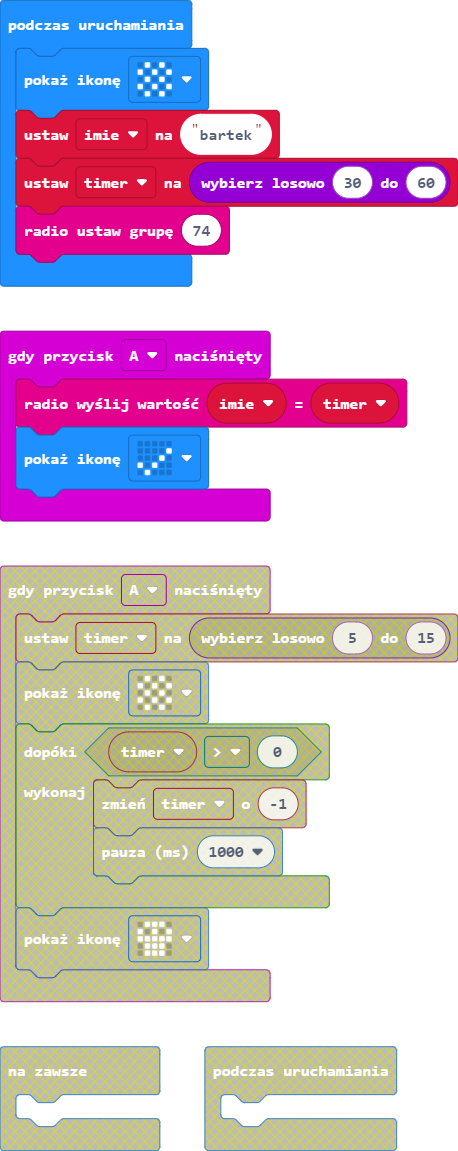 podczas uruchamiania
pokaż ikonę
ustaw imie na "bartek"
ustaw timer na wybierz losowo 30 do 60
radio ustaw grupę 74
gdy przycisk A naciśnięty
radio wyślij wartość imie = timer
pokaż ikonę
gdy przycisk A naciśnięty
ustaw timer na wybierz losowo 5 do 15
pokaż ikonę
dopóki timer > 0
wykonaj zmień timer o -1
pauza (ms) 1000
pokaż ikonę
na zawsze
podczas uruchamiania